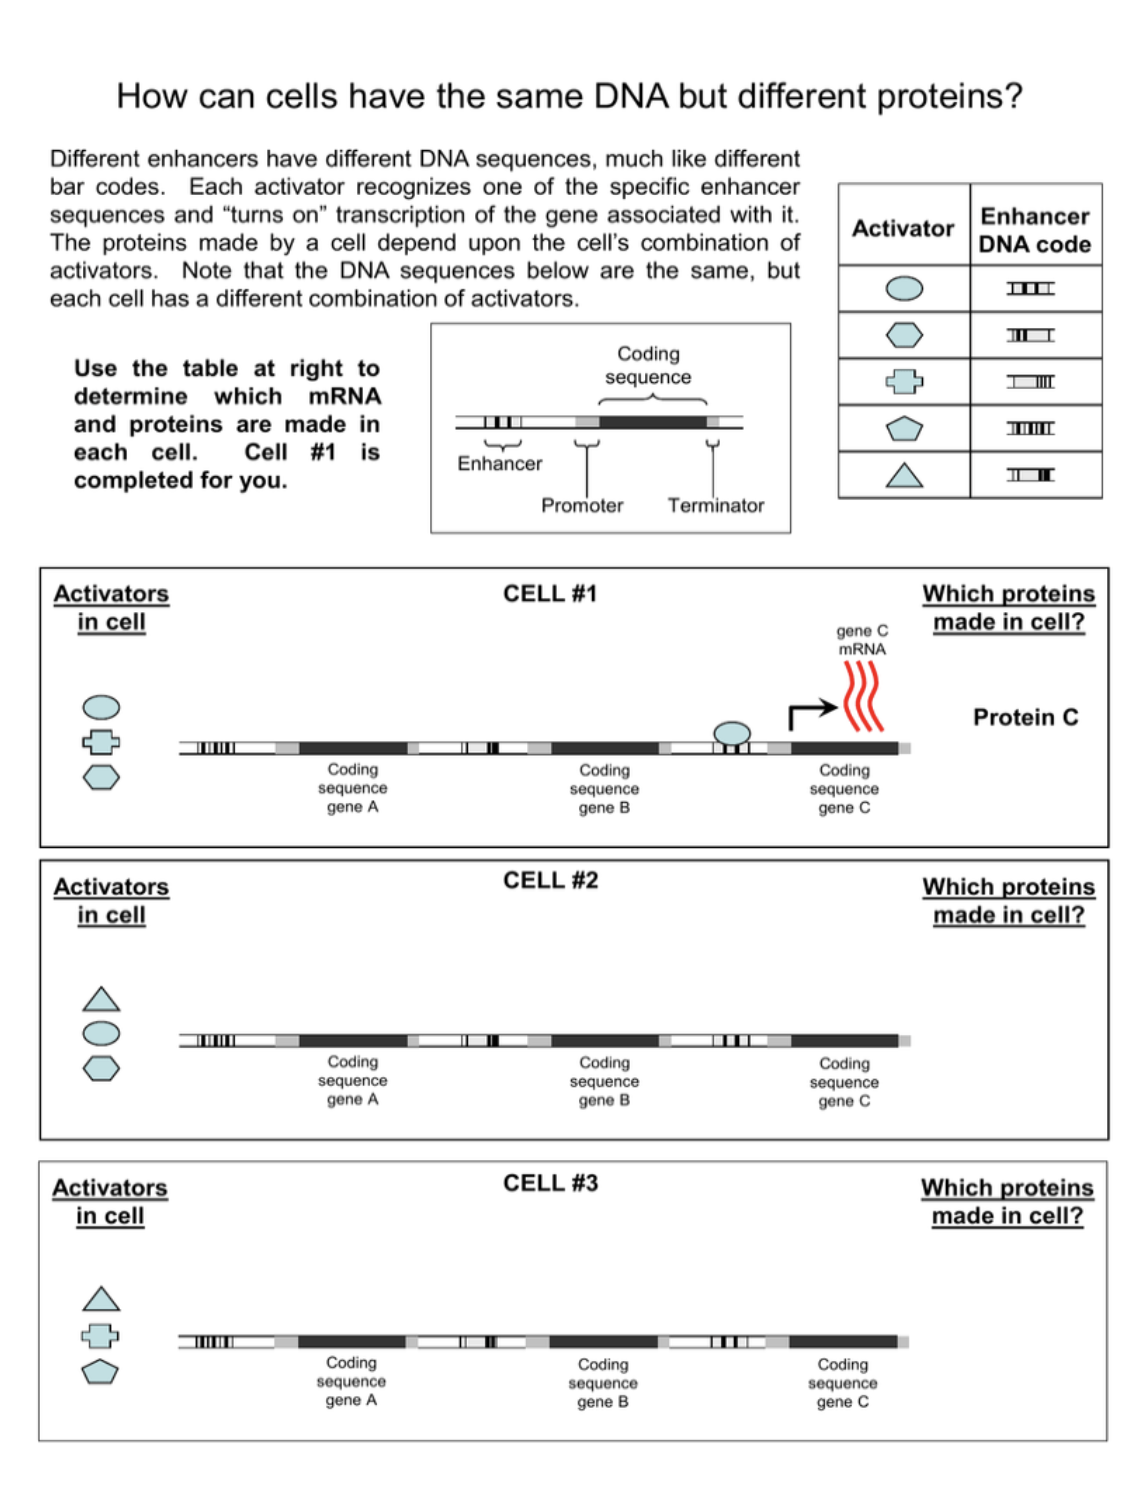 How can cells have the same DNA but different proteins?
Different enhancers have different DNA sequences, much like different
bar codes. Each activator recognizes one of the specific enhancer
sequences and “turns on” transcription of the gene associated with it.
The proteins made by a cell depend upon the cell’s combination of
activators. Note that the DNA sequences below are the same, but
each cell has a different combination of activators.
Activator
Enhancer
DNA code
Use the table at right to
determine which mRNA
and proteins are made in
each cell. Cell #1 is
completed for you.
Coding
sequence
Enhancer
Promoter
Terminator
Activators
in cell
CELL #1
Which proteins
made in cell?
gene C
mRNA
Protein C
Coding
sequence
gene A
Coding
sequence
gene B
Coding
sequence
gene C
Activators
in cell
CELL #2
Which proteins
made in cell?
Coding
sequence
gene A
Coding
sequence
gene B
Coding
sequence
gene C
Activators
in cell
CELL #3
Which proteins
made in cell?
Coding
sequence
gene A
Coding
sequence
gene B
Coding
sequence
gene C